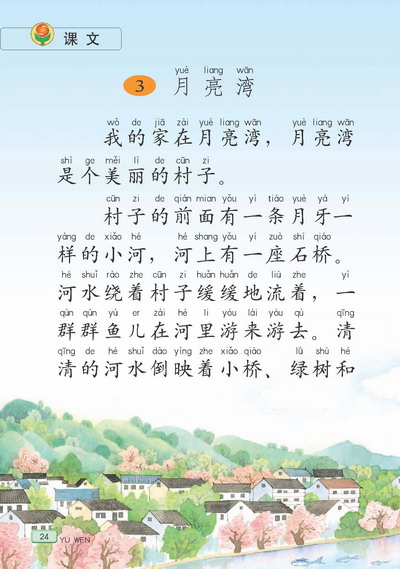 课文
yuè liang wān
3 月亮湾
wǒ de jiā zài yuè liang wān yuè liang wān
我的家在月亮湾，月亮湾
shì ge měi lì de cūn zi
是个美丽的村子。
cūn zi de qián mian yǒu yì tiáo yuè yá yí
村子的前面有一条月牙一
yàng de xiǎo hé hé shang yǒu yí zuò shí qiáo
样的小河，河上有一座石桥。
hé shuǐ rào zhe cūn zi huǎn huǎn de liú zhe yì
河水绕着村子缓缓地流着，一
qún qún yú er zài hé li yóu lái yóu qù qīng
群群鱼儿在河里游来游去。清
qīng de hé shuǐ dào yìng zhe xiǎo qiáo lǜ shù hé
清的河水倒映着小桥、绿树和
24
YU WEN